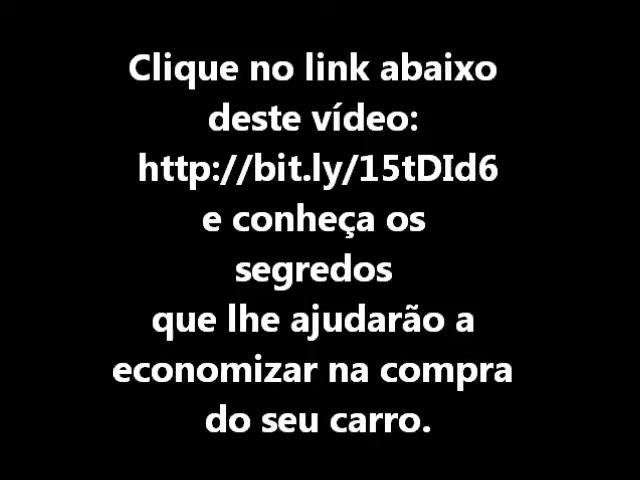 Clique no link abaixo
deste vídeo:
http://bit.ly/15tDId6
e conheça os
segredos
que lhe ajudarão a
economizar na compra
do seu carro.